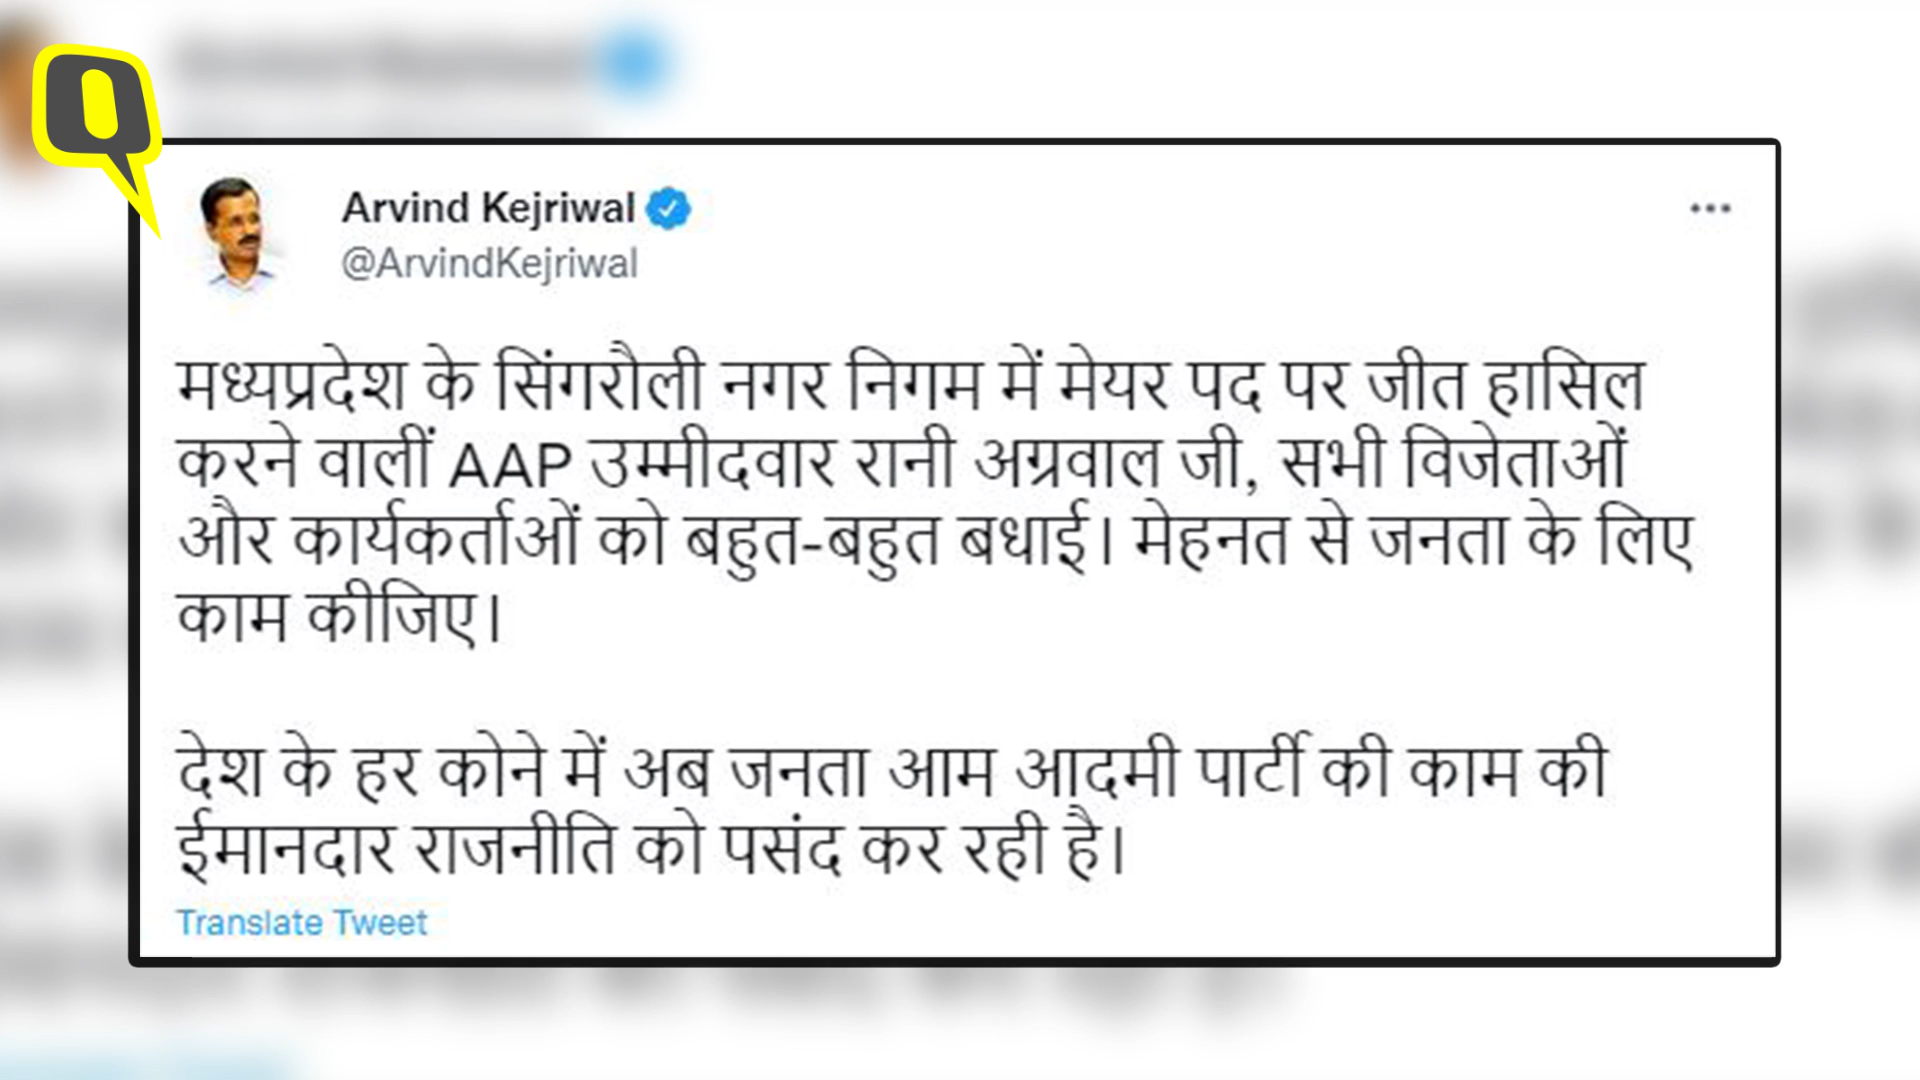 Arvind Kejriwal
@ArvindKejriwal
मध्यप्रदेश के सिंगरौली नगर निगम में मेयर पद पर जीत हासिल
करने वालीं AAP उम्मीदवार रानी अग्रवाल जी, सभी विजेताओं
और कार्यकर्ताओं को बहुत-बहुत बधाई। मेहनत से जनता के लिए
काम कीजिए।
देश के हर कोने में अब जनता आम आदमी पार्टी की काम की
ईमानदार राजनीति को पसंद कर रही है।
Translate Tweet